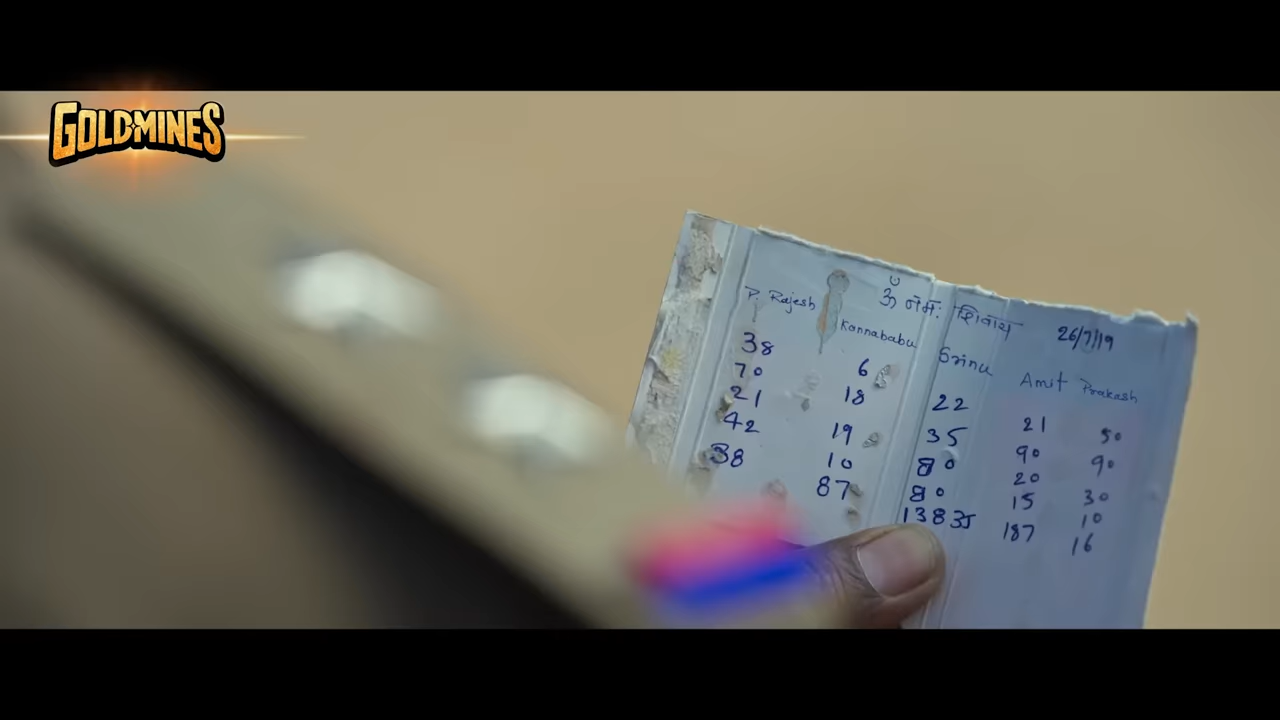 GOLDMINES
ॐ नमः शिवाय 26/7/19
P. Rajesh Kannababu Srinu Amit Prakash
38 6 22 21 50
70 18 35 90 90
21 19 80 20 30
42 10 80 15 10
38 87 138 187 16